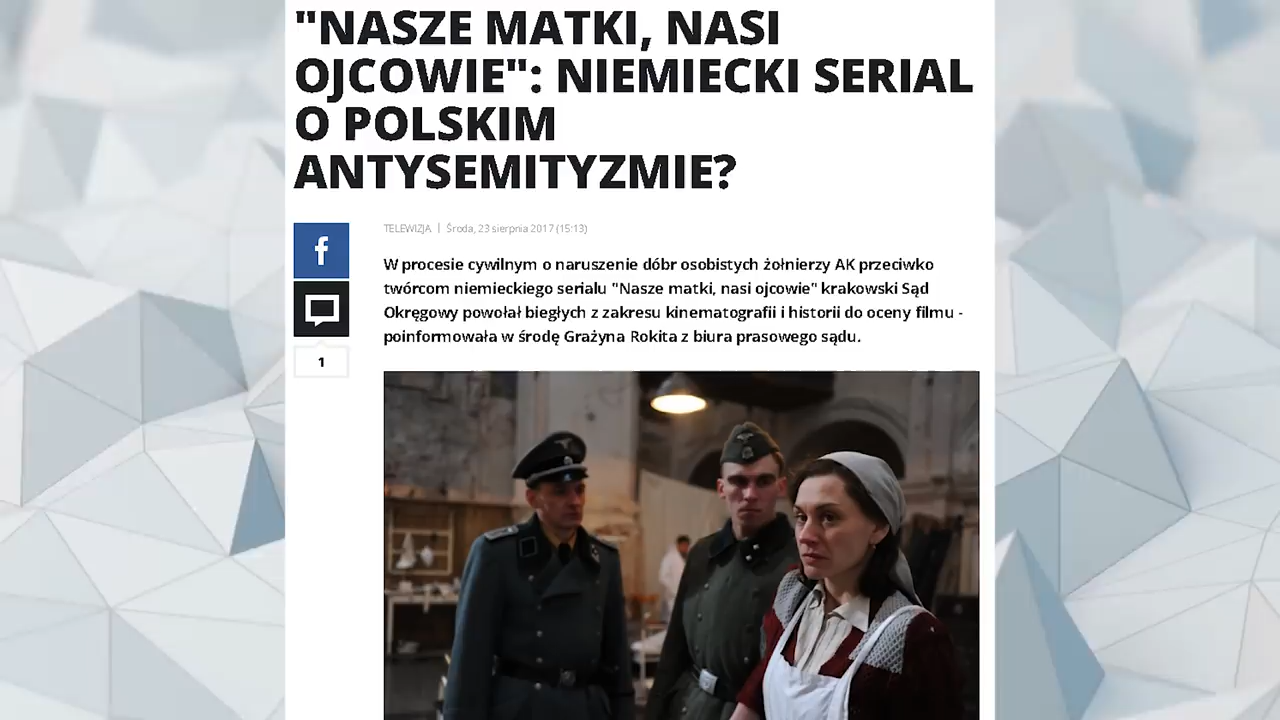 "NASZE MATKI, NASI
OJCOWIE": NIEMIECKI SERIAL
O POLSKIM
ANTYSEMITYZMIE?
TELEWIZJA | Środa, 23 sierpnia 2017 (15:13)
W procesie cywilnym o naruszenie dóbr osobistych żołnierzy AK przeciwko
twórcom niemieckiego serialu "Nasze matki, nasi ojcowie" krakowski Sąd
Okręgowy powołał biegłych z zakresu kinematografii i historii do oceny filmu -
poinformowała w środę Grażyna Rokita z biura prasowego sądu.
f
1